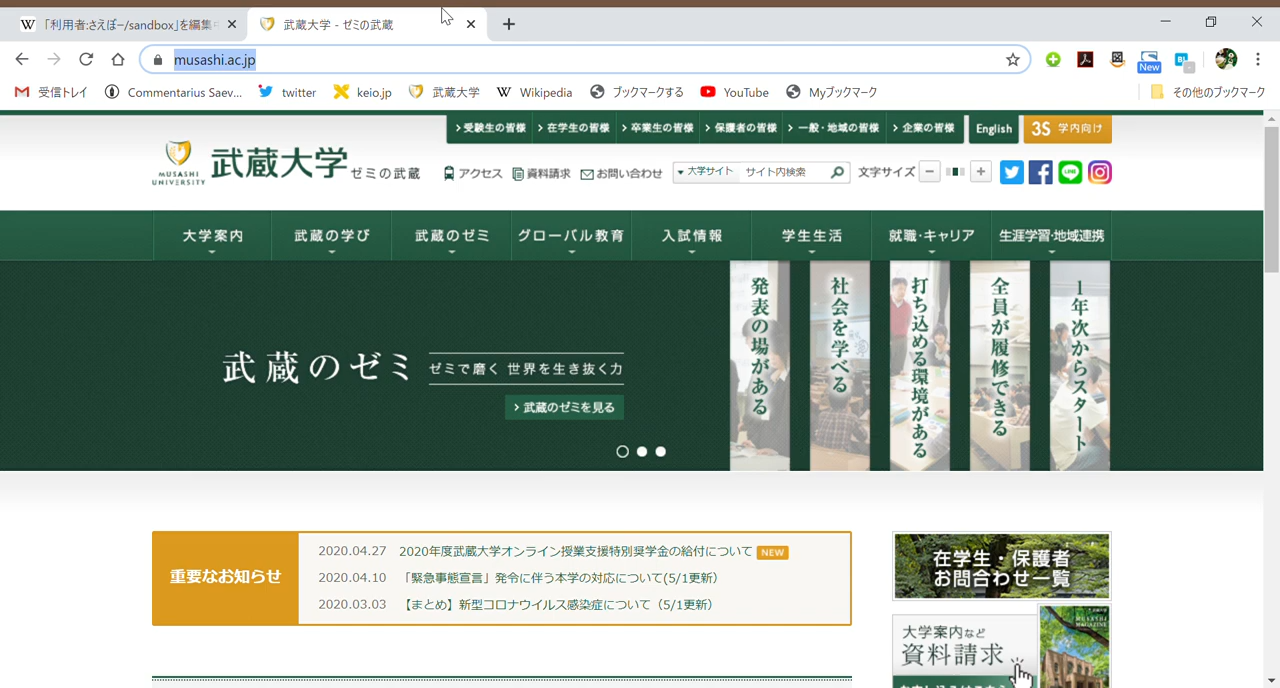 「利用者:さえぼー/sandbox」を編集中
武蔵大学 - ゼミの武蔵
musashi.ac.jp
New
受信トレイ
Commentarius Saev...
twitter
keio.jp
武蔵大学
Wikipedia
ブックマークする
YouTube
Myブックマーク
その他のブックマーク
受験生の皆様
在学生の皆様
卒業生の皆様
保護者の皆様
一般・地域の皆様
企業の皆様
English
3S 学内向け
MUSASHI
UNIVERSITY
武蔵大学 ゼミの武蔵
アクセス
資料請求
お問い合わせ
大学サイト
サイト内検索
文字サイズ
LINE
大学案内
武蔵の学び
武蔵のゼミ
グローバル教育
入試情報
学生生活
就職・キャリア
生涯学習・地域連携
武蔵のゼミ
ゼミで磨く 世界を生き抜く力
武蔵のゼミを見る
発表の場がある
社会を学べる
打ち込める環境がある
全員が履修できる
1年次からスタート
重要なお知らせ
2020.04.27 2020年度武蔵大学オンライン授業支援特別奨学金の給付について NEW
2020.04.10 「緊急事態宣言」発令に伴う本学の対応について(5/1更新)
2020.03.03 【まとめ】新型コロナウイルス感染症について（5/1更新）
在学生・保護者
お問合わせ一覧
大学案内など
資料請求
MUSASHI
MAGAZINE